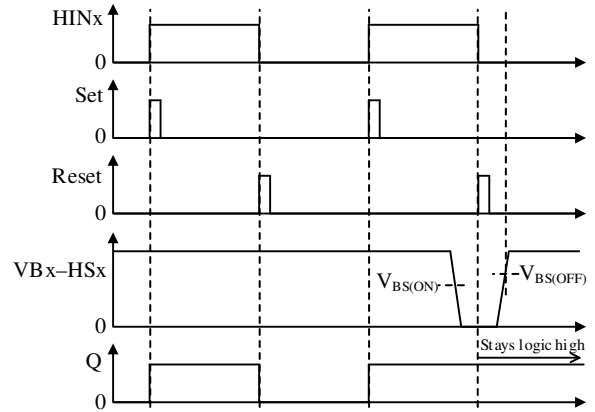 HINx
0
Set
0
Reset
0
VBx–HSx
V_BS(ON)
V_BS(OFF)
0
Stays logic high
Q
0